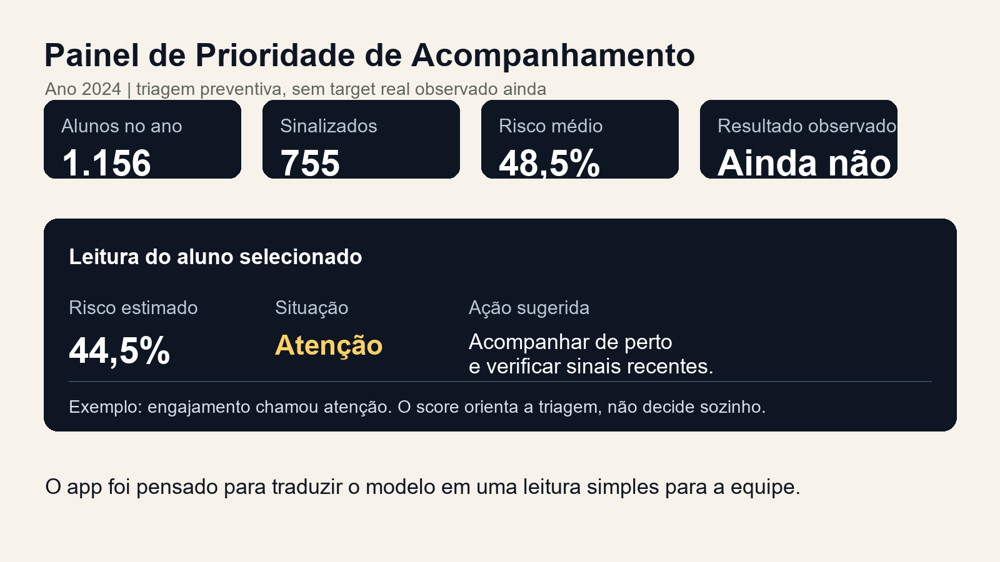 Painel de Prioridade de Acompanhamento
Ano 2024 | triagem preventiva, sem target real observado ainda
Alunos no ano
1.156
Sinalizados
755
Risco médio
48,5%
Resultado observado
Ainda não
Leitura do aluno selecionado
Risco estimado
44,5%
Situação
Atenção
Ação sugerida
Acompanhar de perto
e verificar sinais recentes.
Exemplo: engajamento chamou atenção. O score orienta a triagem, não decide sozinho.
O app foi pensado para traduzir o modelo em uma leitura simples para a equipe.